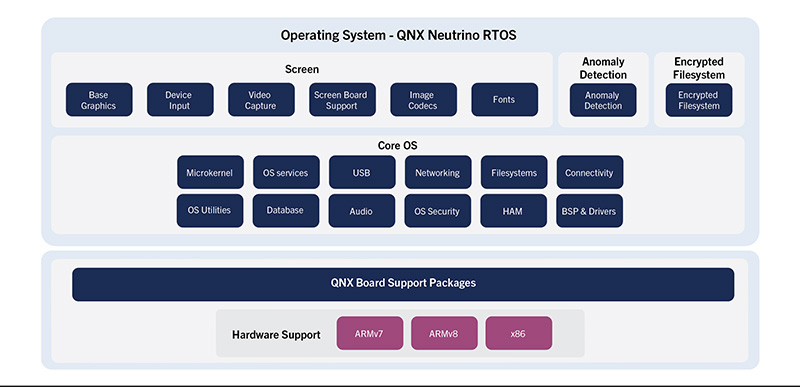 Operating System - QNX Neutrino RTOS
Screen
Base
Graphics
Device
Input
Video
Capture
Screen Board
Support
Image
Codecs
Fonts
Anomaly
Detection
Anomaly
Detection
Encrypted
Filesystem
Encrypted
Filesystem
Core OS
Microkernel
OS services
USB
Networking
Filesystems
Connectivity
OS Utilities
Database
Audio
OS Security
HAM
BSP & Drivers
QNX Board Support Packages
Hardware Support
ARMv7
ARMv8
x86